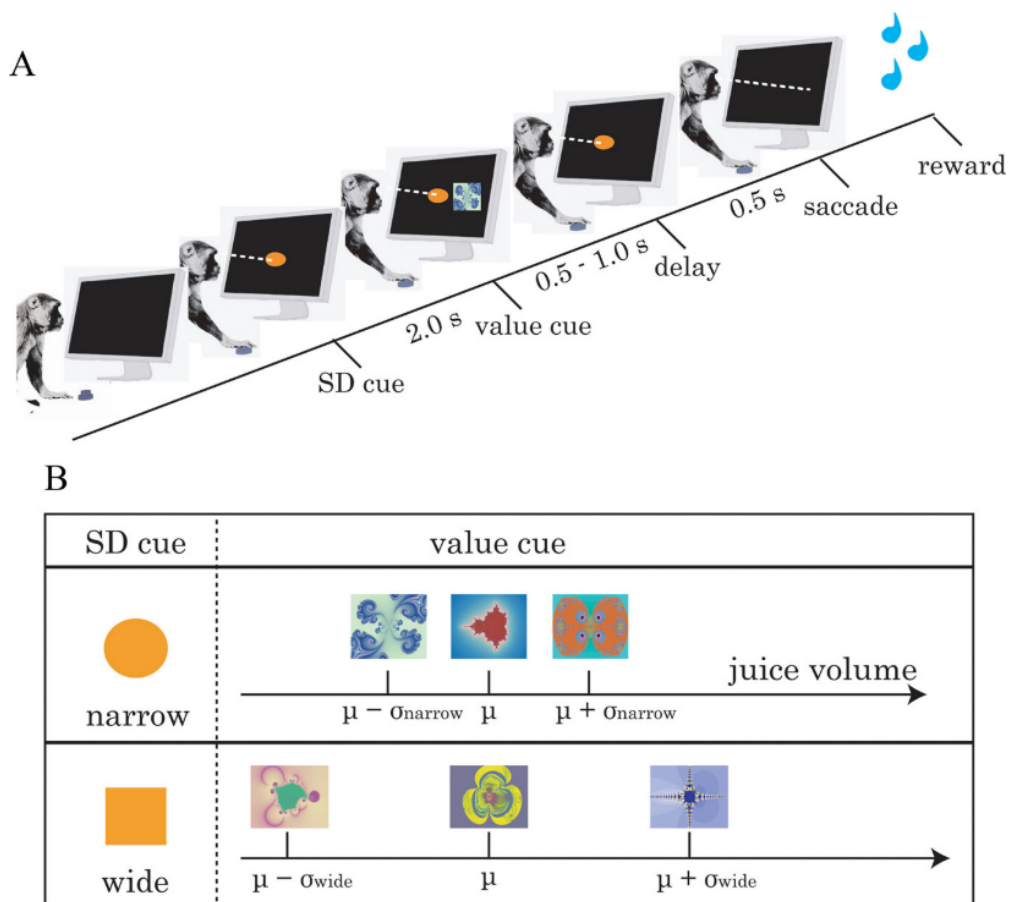 A
reward
0.5 s
saccade
0.5 - 1.0 s
delay
2.0 s
value cue
SD cue
B
SD cue
value cue
narrow
juice volume
μ − σnarrow
μ
μ + σnarrow
wide
μ − σwide
μ
μ + σwide